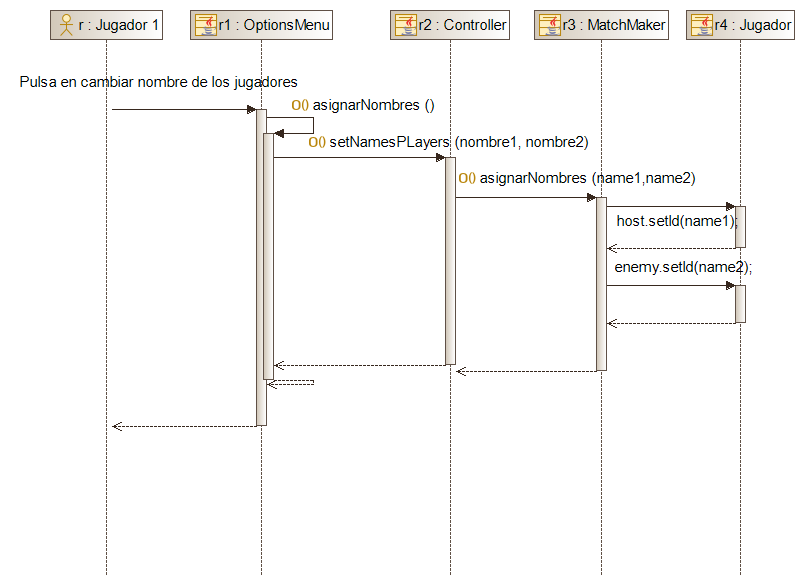 r : Jugador 1
r1 : OptionsMenu
r2 : Controller
r3 : MatchMaker
r4 : Jugador
Pulsa en cambiar nombre de los jugadores
O() asignarNombres ()
O() setNamesPLayers (nombre1, nombre2)
O() asignarNombres (name1,name2)
host.setId(name1);
enemy.setId(name2);